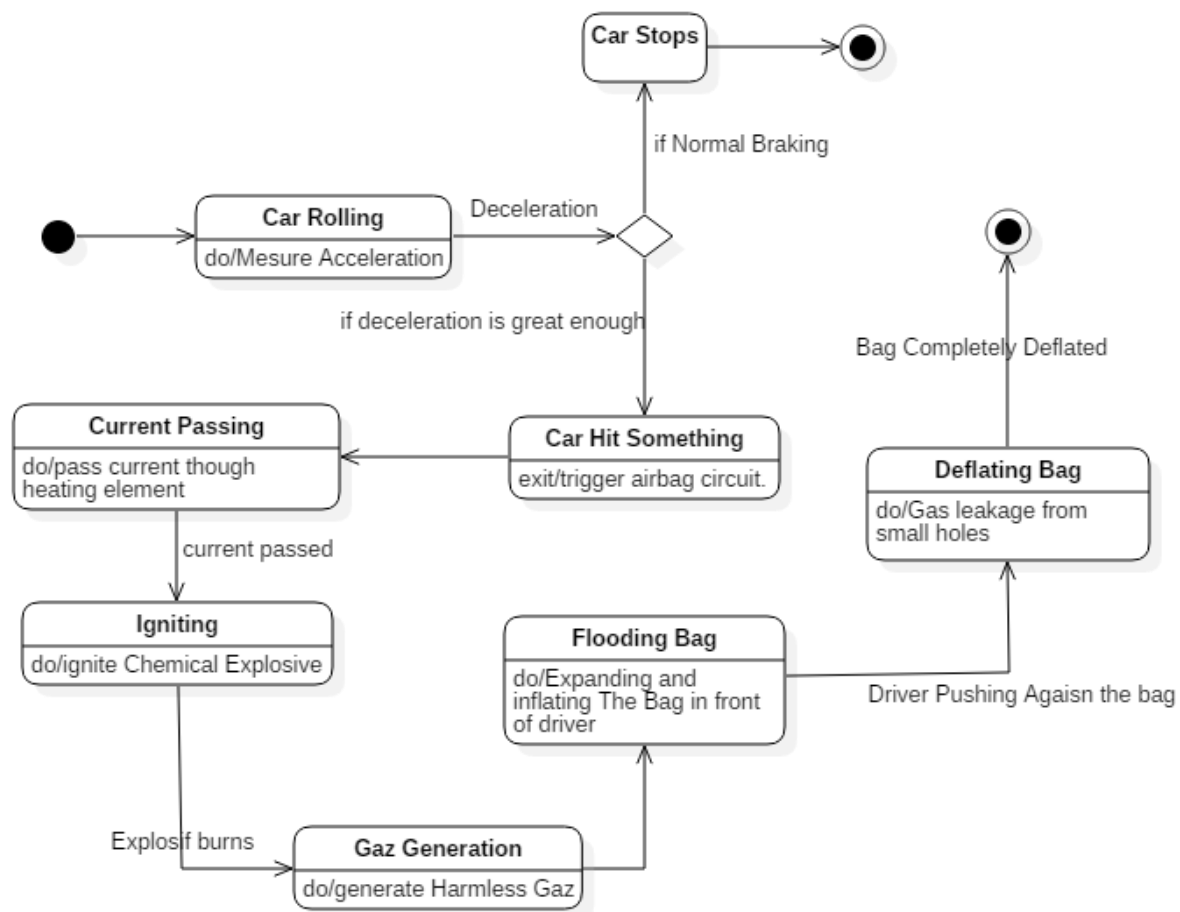 Car Stops
if Normal Braking
Car Rolling
do/Mesure Acceleration
Deceleration
if deceleration is great enough
Car Hit Something
exit/trigger airbag circuit.
Current Passing
do/pass current though
heating element
current passed
Igniting
do/ignite Chemical Explosive
Explosif burns
Gaz Generation
do/generate Harmless Gaz
Flooding Bag
do/Expanding and
inflating The Bag in front
of driver
Driver Pushing Agaisn the bag
Deflating Bag
do/Gas leakage from
small holes
Bag Completely Deflated